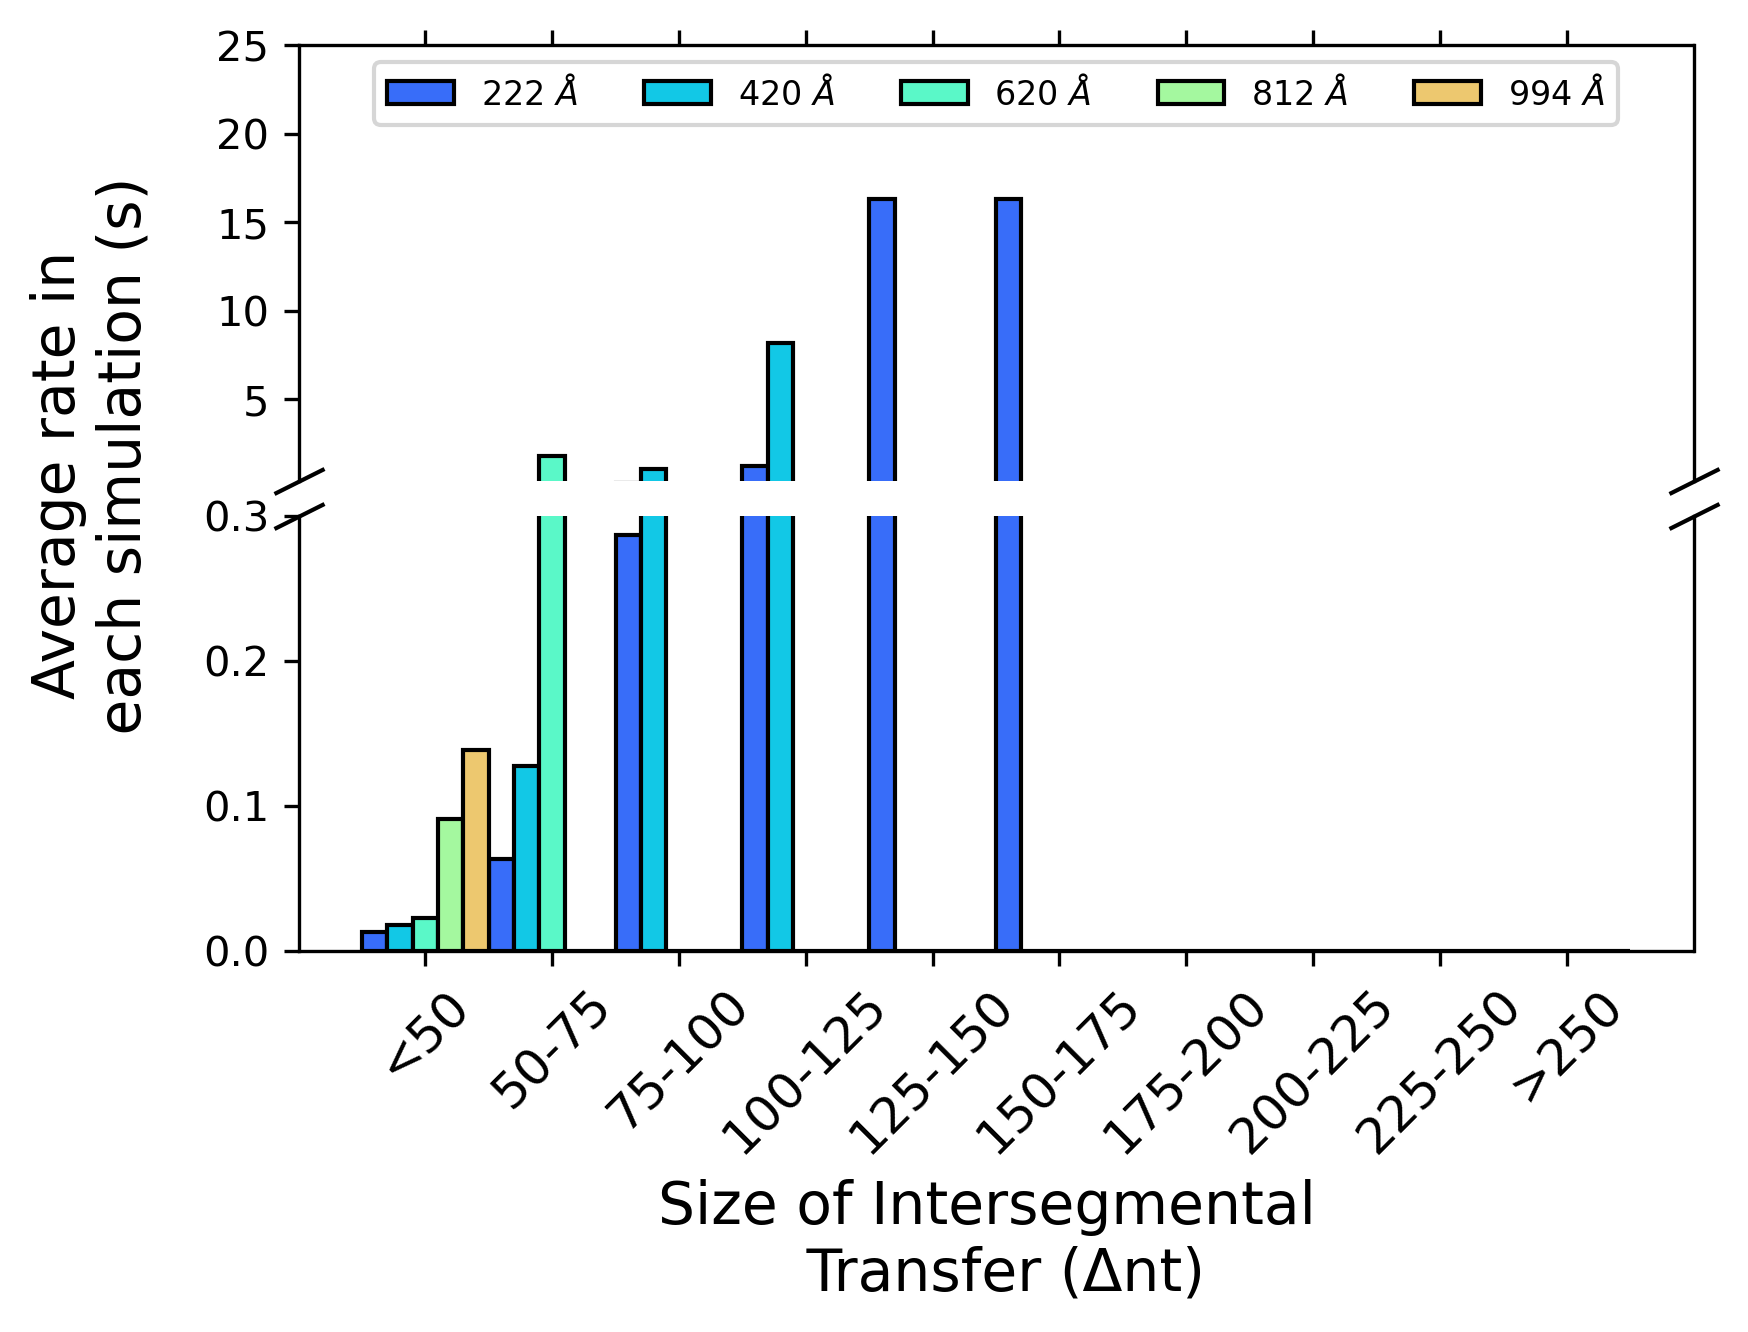 Average rate in
each simulation (s)
25
20
15
10
5
0.3
0.2
0.1
0.0
222 Å
420 Å
620 Å
812 Å
994 Å
<50
50-75
75-100
100-125
125-150
150-175
175-200
200-225
225-250
>250
Size of Intersegmental
Transfer (Δnt)